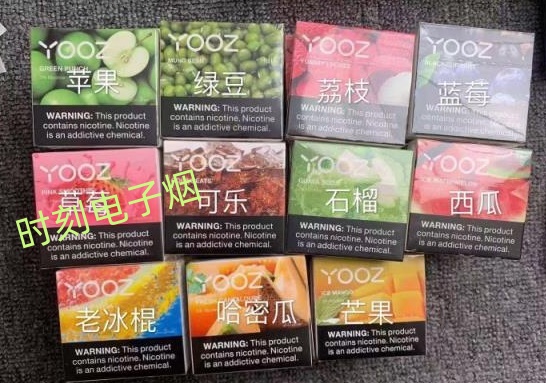 YOOZ
GREEN PUNCH
苹果
WARNING: This product
contains nicotine. Nicotine
is an addictive chemical.
YOOZ
绿豆
WARNING: This product
contains nicotine. Nicotine
is an addictive chemical.
YOOZ
荔枝
WARNING: This product
contains nicotine. Nicotine
is an addictive chemical.
YOOZ
蓝莓
WARNING: This product
contains nicotine. Nicotine
is an addictive chemical.
YOOZ
草莓
WARNING: This product
contains nicotine. Nicotine
is an addictive chemical.
YOOZ
可乐
WARNING: This product
contains nicotine. Nicotine
is an addictive chemical.
YOOZ
石榴
WARNING: This product
contains nicotine. Nicotine
is an addictive chemical.
YOOZ
西瓜
WARNING: This product
contains nicotine. Nicotine
is an addictive chemical.
时刻电子烟
YOOZ
老冰棍
WARNING: This product
contains nicotine. Nicotine
is an addictive chemical.
YOOZ
哈密瓜
WARNING: This product
contains nicotine. Nicotine
is an addictive chemical.
YOOZ
芒果
WARNING: This product
contains nicotine. Nicotine
is an addictive chemical.